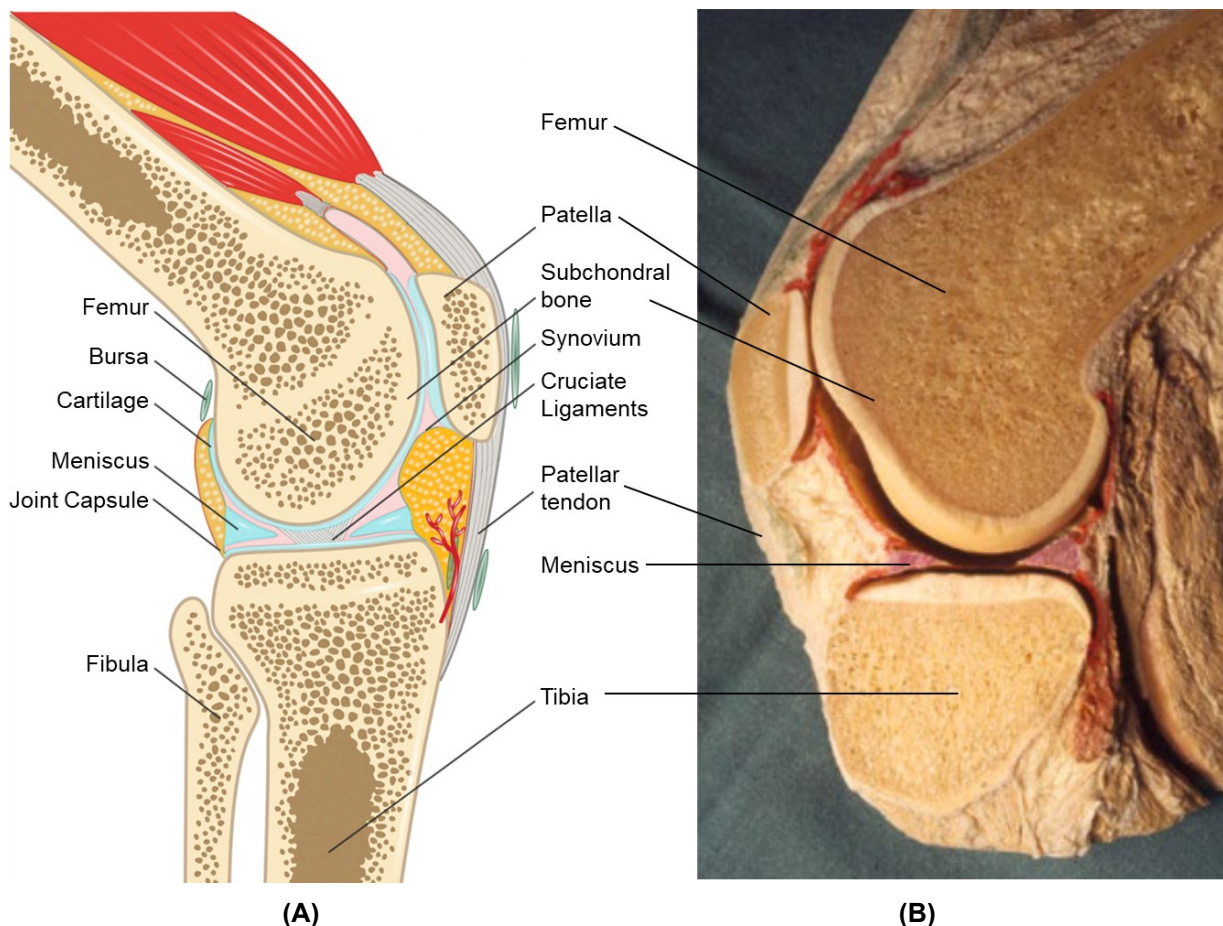 Femur
Bursa
Cartilage
Meniscus
Joint Capsule
Fibula
Femur
Patella
Subchondral
bone
Synovium
Cruciate
Ligaments
Patellar
tendon
Meniscus
Tibia
(A)
(B)